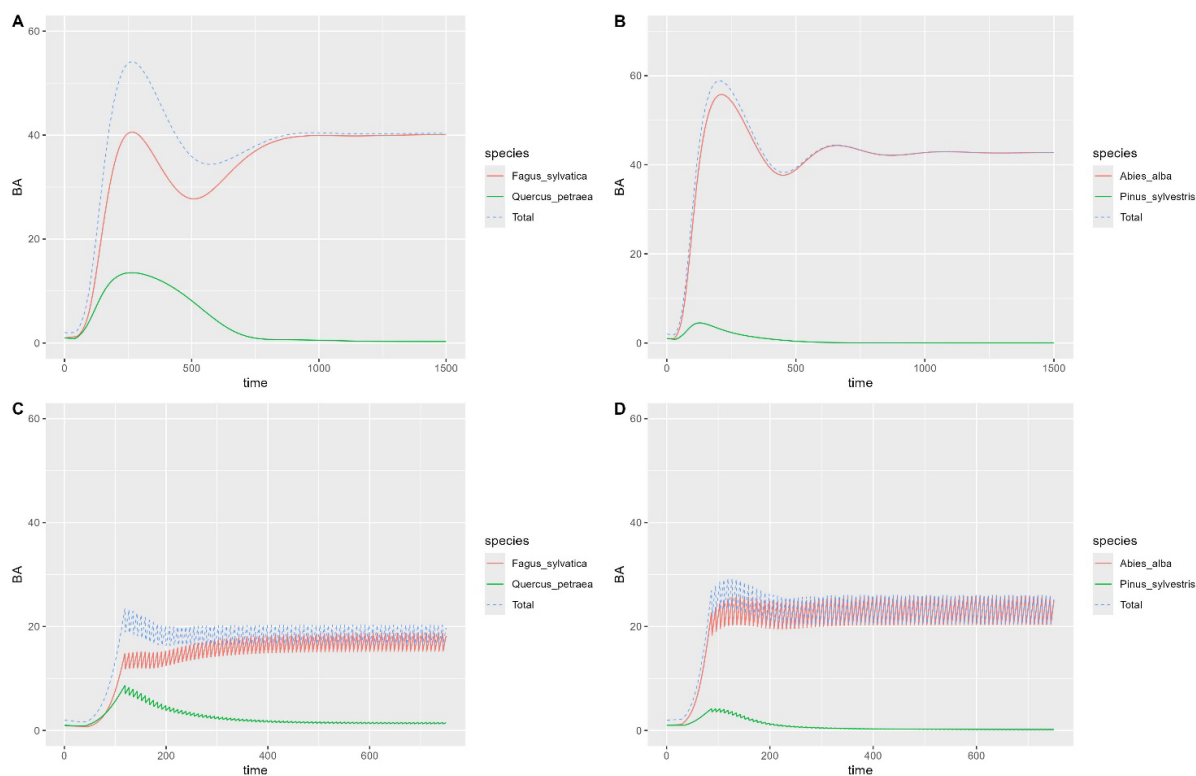 A
60
40
20
0
BA
0
500
1000
1500
time
species
Fagus_sylvatica
Quercus_petraea
Total
B
60
40
20
0
BA
0
500
1000
1500
time
species
Abies_alba
Pinus_sylvestris
Total
C
60
40
20
0
BA
0
200
400
600
time
species
Fagus_sylvatica
Quercus_petraea
Total
D
60
40
20
0
BA
0
200
400
600
time
species
Abies_alba
Pinus_sylvestris
Total